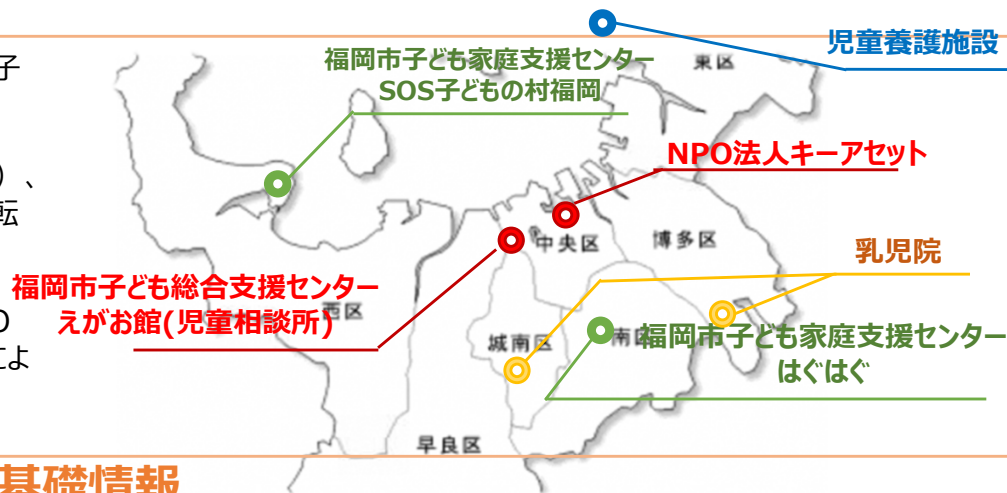 児童養護施設
子
福岡市子ども家庭支援センター
SOS子どもの村福岡
東区
）、
転
NPO法人キーアセット
中央区
博多区
乳児院
福岡市子ども総合支援センター
えがお館(児童相談所)
西区
城南区
南区
福岡市子ども家庭支援センター
はぐはぐ
によ
早良区
基礎情報